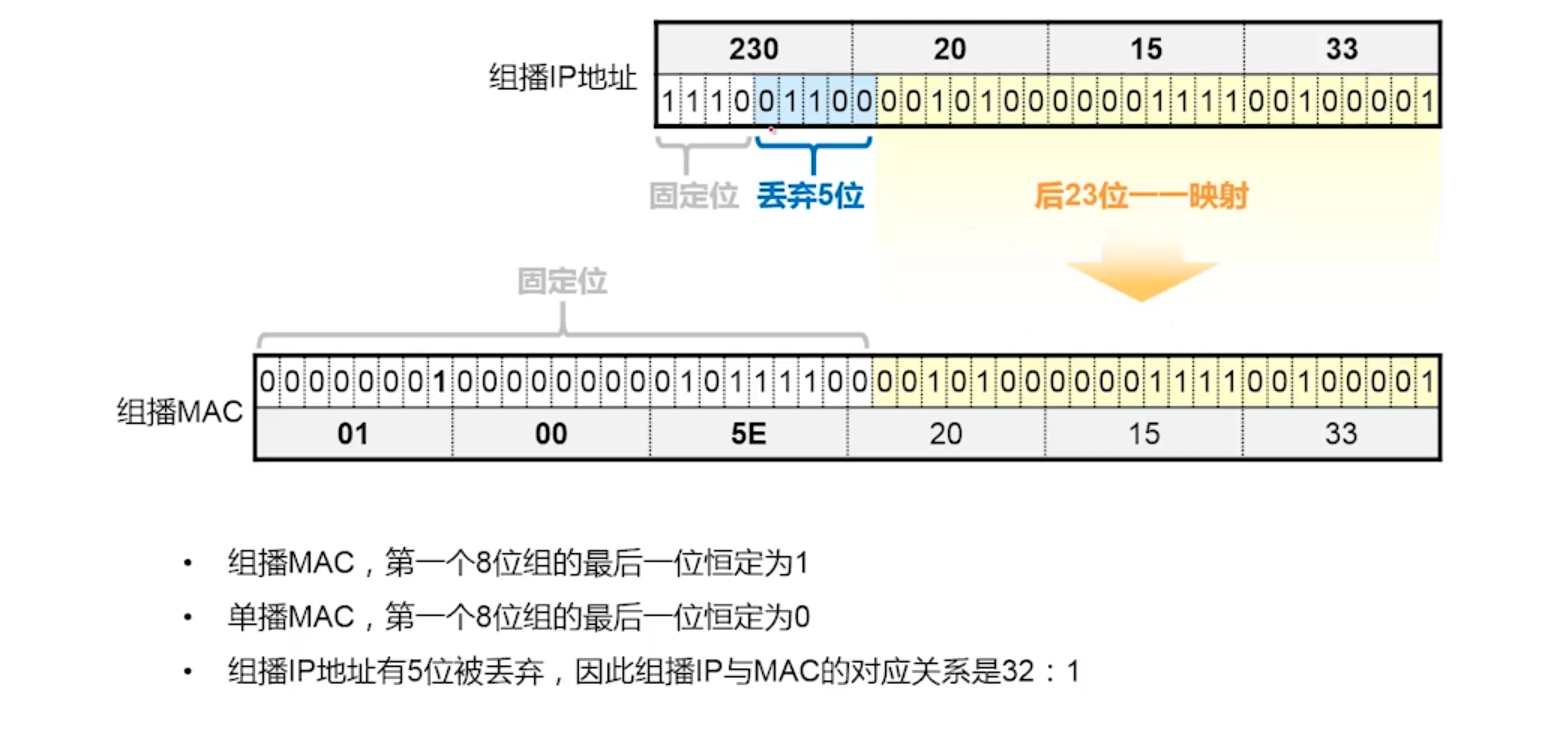 230 20 15 33
组播IP地址
11100110000101000000111100100001
固定位 丢弃5位 后23位一一映射
固定位
000000010000000001011110000101000000111100100001
组播MAC
01 00 5E 20 15 33
• 组播MAC，第一个8位组的最后一位恒定为1
• 单播MAC，第一个8位组的最后一位恒定为0
• 组播IP地址有5位被丢弃，因此组播IP与MAC的对应关系是32：1